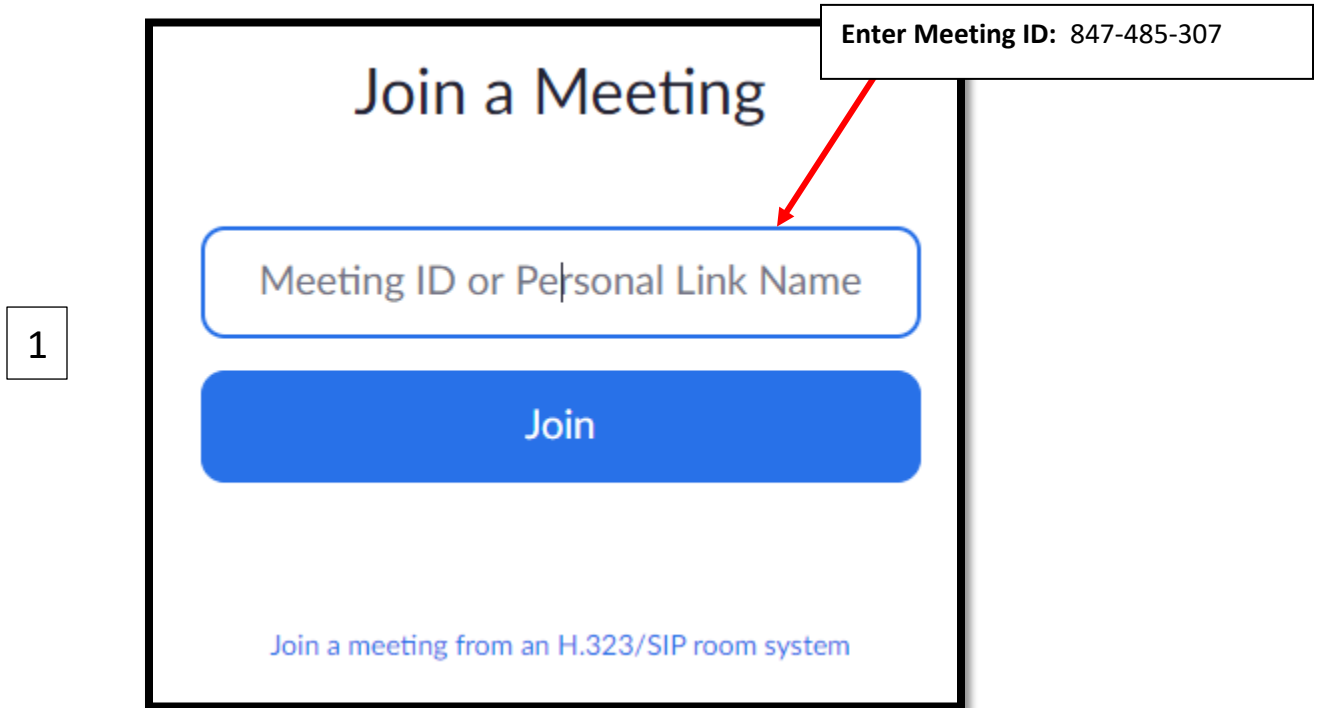 Enter Meeting ID: 847-485-307
Join a Meeting
Meeting ID or Personal Link Name
1
Join
Join a meeting from an H.323/SIP room system